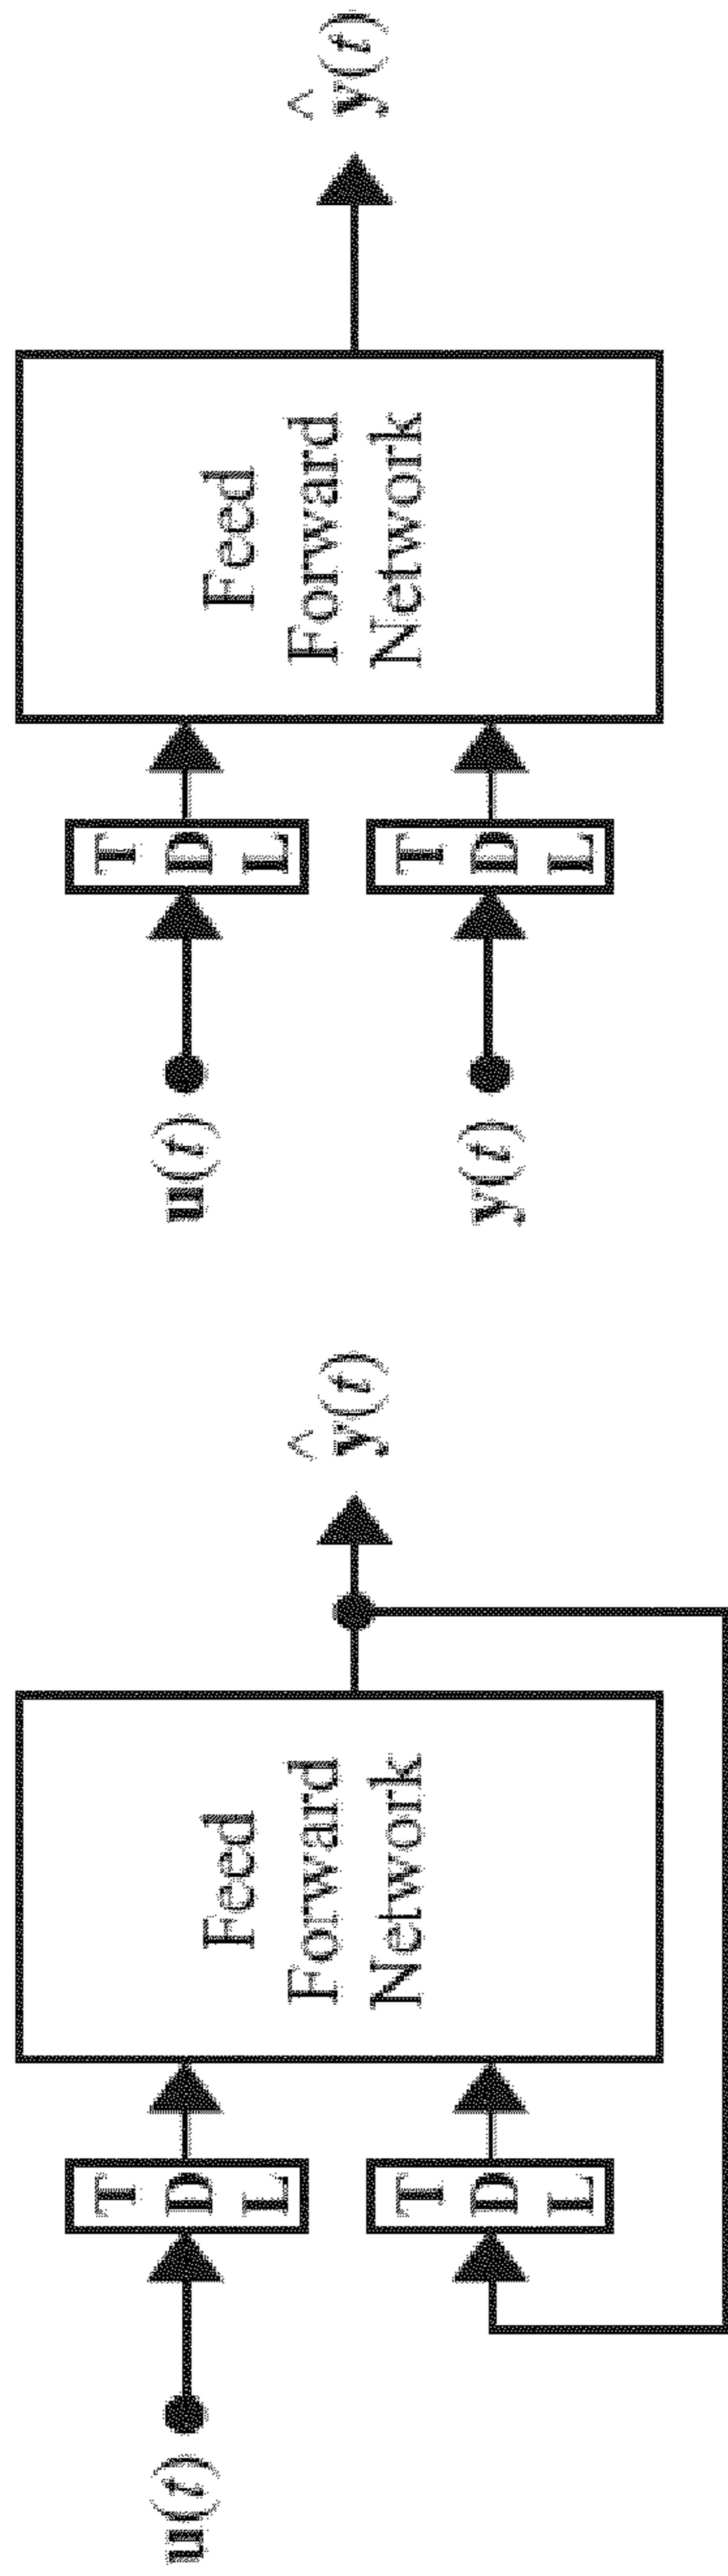 u(t)
T
D
L
Feed
Forward
Network
ŷ(t)
T
D
L
u(t)
T
D
L
Feed
Forward
Network
ŷ(t)
y(t)
T
D
L